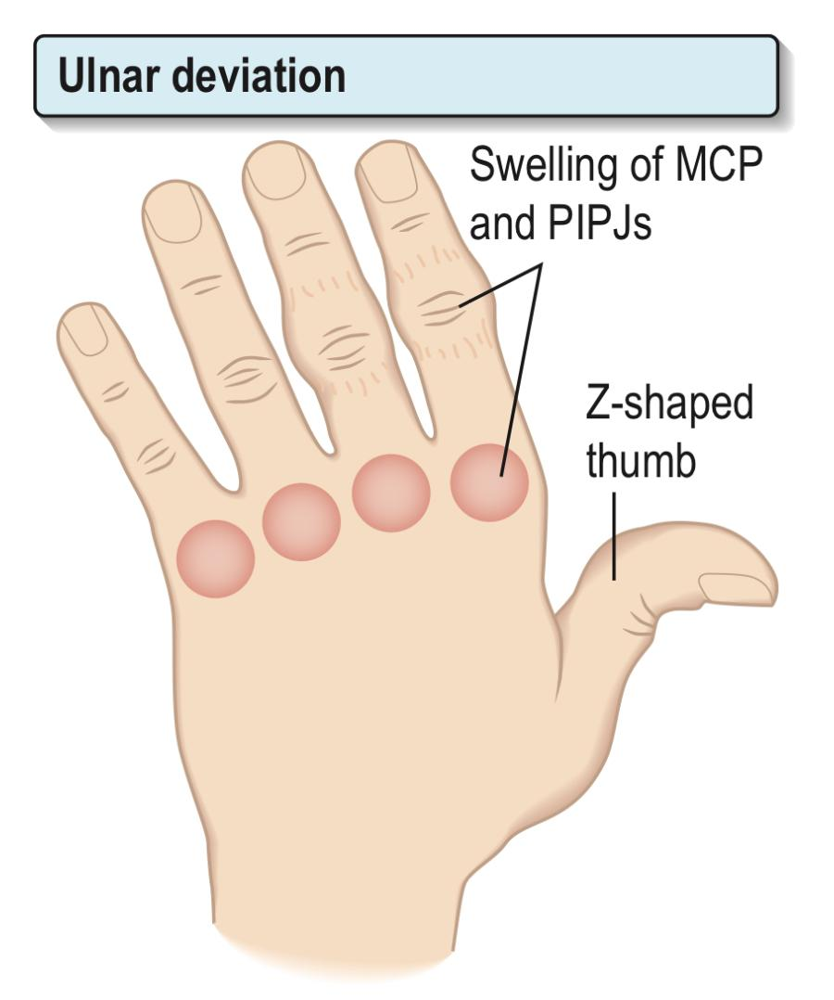 Ulnar deviation
Swelling of MCP
and PIPJs
Z-shaped
thumb